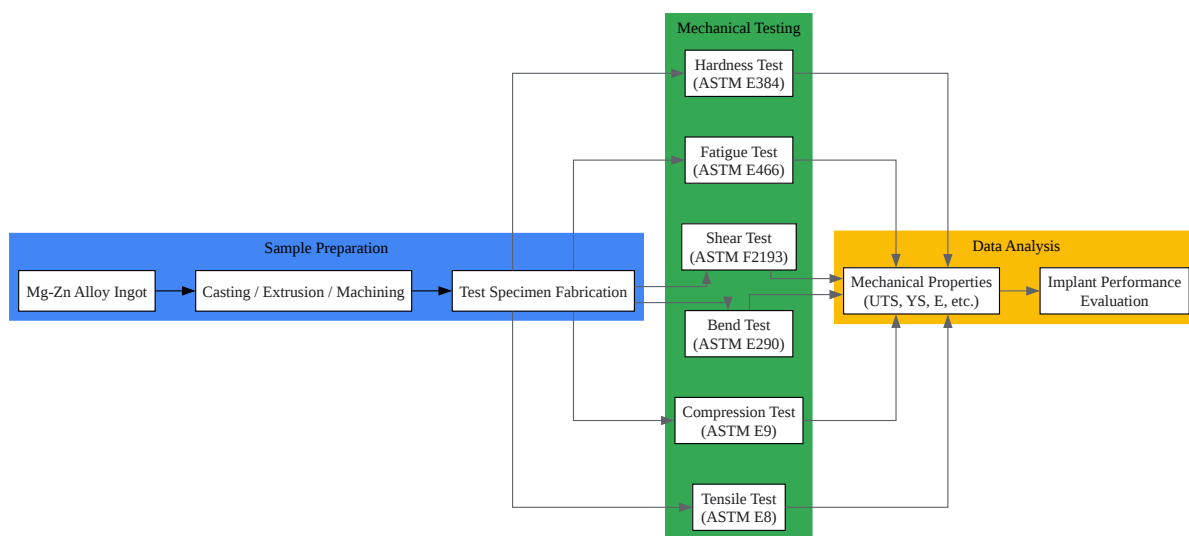 Mechanical Testing
Hardness Test
(ASTM E384)
Fatigue Test
(ASTM E466)
Sample Preparation
Mg-Zn Alloy Ingot
Casting / Extrusion / Machining
Test Specimen Fabrication
Shear Test
(ASTM F2193)
Bend Test
(ASTM E290)
Compression Test
(ASTM E9)
Tensile Test
(ASTM E8)
Data Analysis
Mechanical Properties
(UTS, YS, E, etc.)
Implant Performance
Evaluation